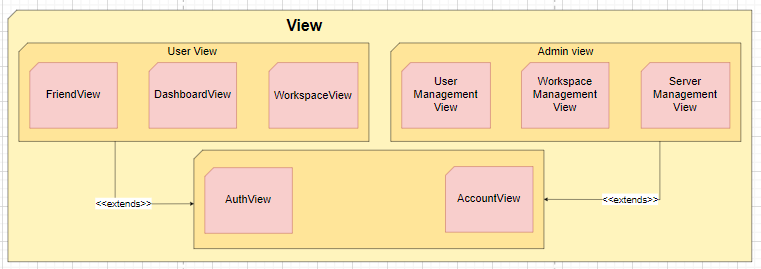 View
User View
FriendView
DashboardView
WorkspaceView
Admin view
User
Management
View
Workspace
Management
View
Server
Management
View
<<extends>>
AuthView
AccountView
<<extends>>